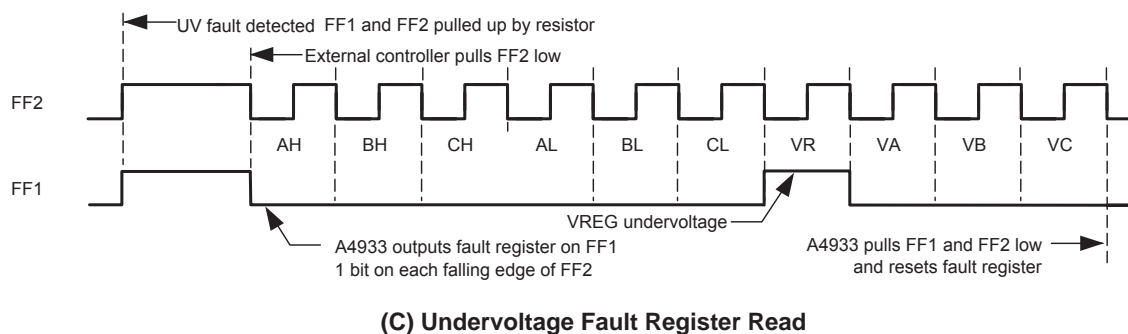 UV fault detected FF1 and FF2 pulled up by resistor
External controller pulls FF2 low
FF2
AH BH CH AL BL CL VR VA VB VC
FF1
VREG undervoltage
A4933 outputs fault register on FF1
1 bit on each falling edge of FF2
A4933 pulls FF1 and FF2 low
and resets fault register
(C) Undervoltage Fault Register Read